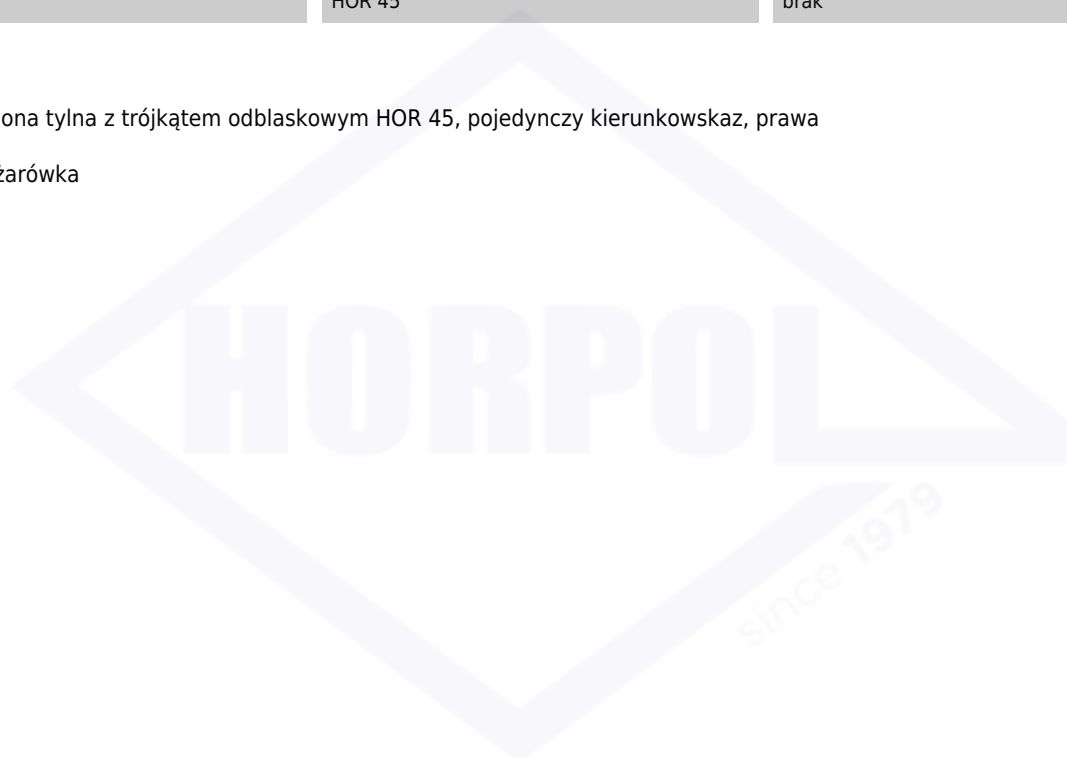 HOR 45 brak
ona tylna z trójkątem odblaskowym HOR 45, pojedynczy kierunkowskaz, prawa
żarówka
HORPOL
since 1979